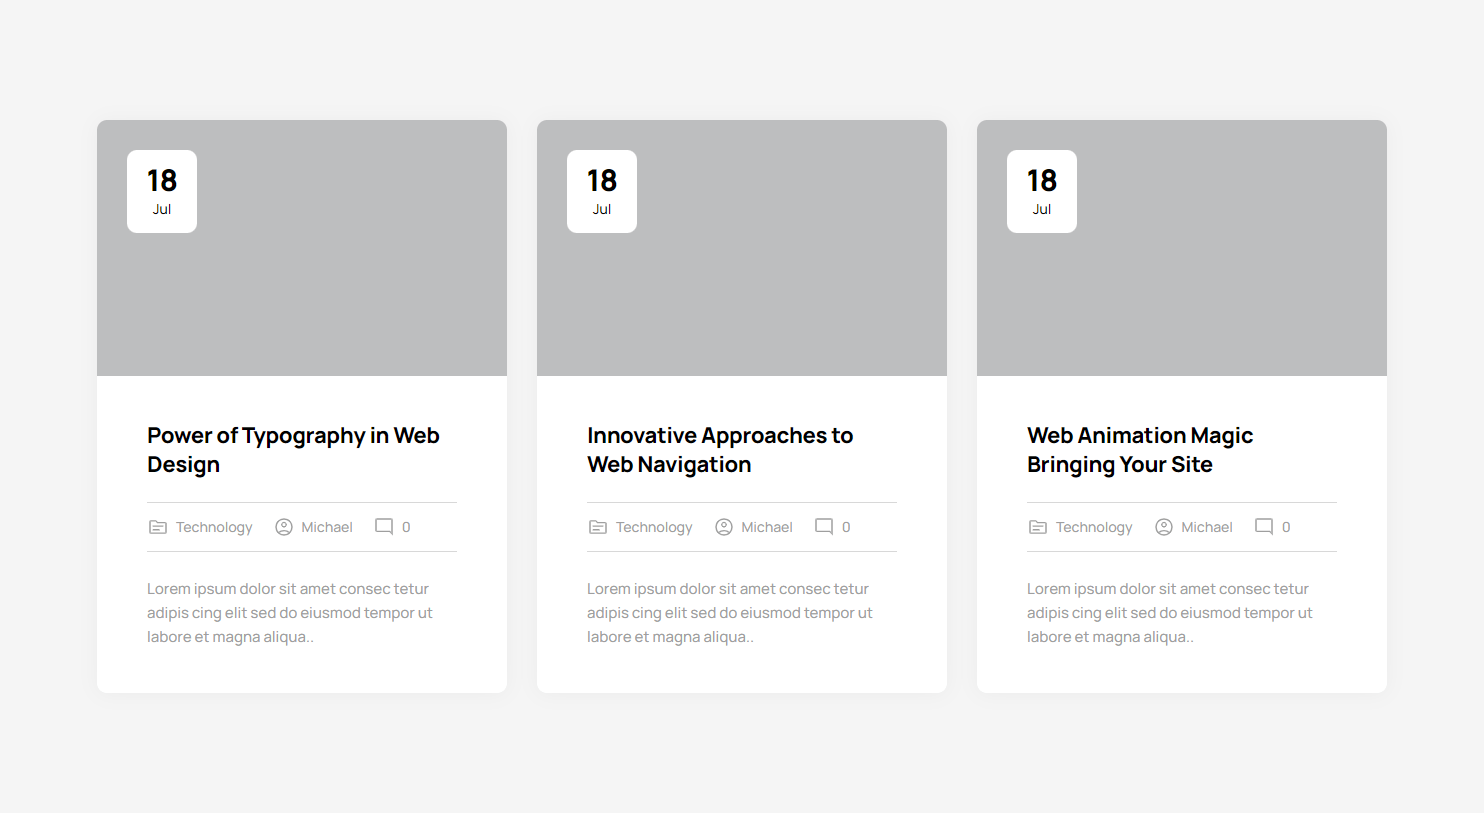 18
Jul
Power of Typography in Web
Design
Technology Michael 0
Lorem ipsum dolor sit amet consec tetur
adipis cing elit sed do eiusmod tempor ut
labore et magna aliqua..
18
Jul
Innovative Approaches to
Web Navigation
Technology Michael 0
Lorem ipsum dolor sit amet consec tetur
adipis cing elit sed do eiusmod tempor ut
labore et magna aliqua..
18
Jul
Web Animation Magic
Bringing Your Site
Technology Michael 0
Lorem ipsum dolor sit amet consec tetur
adipis cing elit sed do eiusmod tempor ut
labore et magna aliqua..